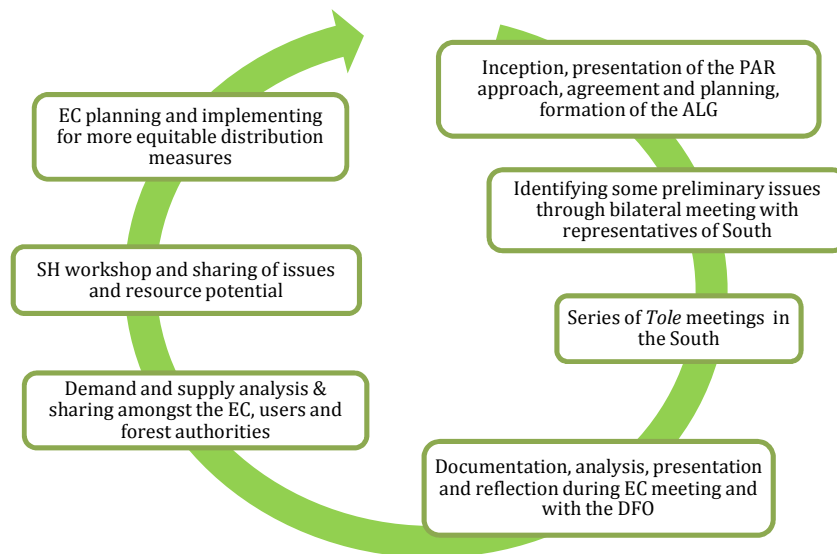 Inception, presentation of the PAR
approach, agreement and planning,
formation of the ALG
Identifying some preliminary issues
through bilateral meeting with
representatives of South
Series of Tole meetings in
the South
Documentation, analysis, presentation
and reflection during EC meeting and
with the DFO
Demand and supply analysis &
sharing amongst the EC, users and
forest authorities
SH workshop and sharing of issues
and resource potential
EC planning and implementing
for more equitable distribution
measures